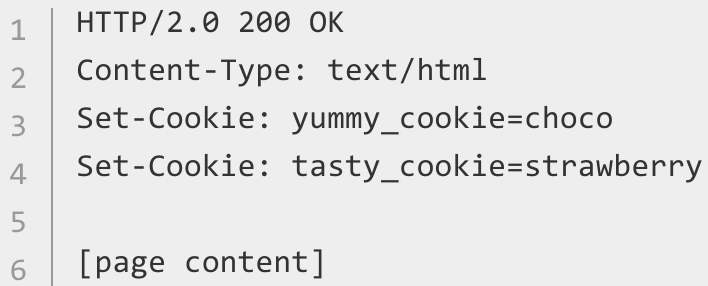 1 HTTP/2.0 200 OK
2 Content-Type: text/html
3 Set-Cookie: yummy_cookie=choco
4 Set-Cookie: tasty_cookie=strawberry
5
6 [page content]